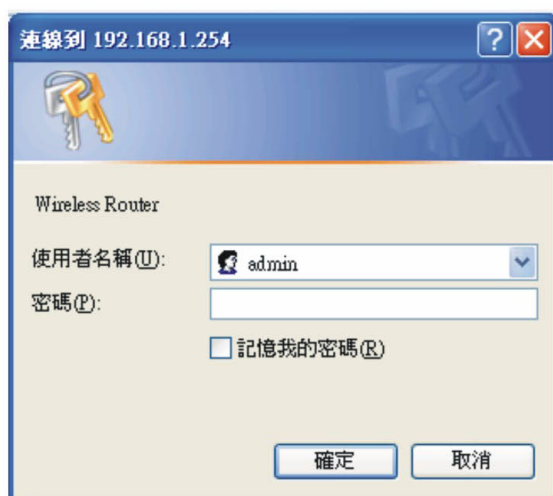 連線到 192.168.1.254
?
Wireless Router
使用者名稱(U):
admin
密碼(P):
記憶我的密碼(R)
確定
取消